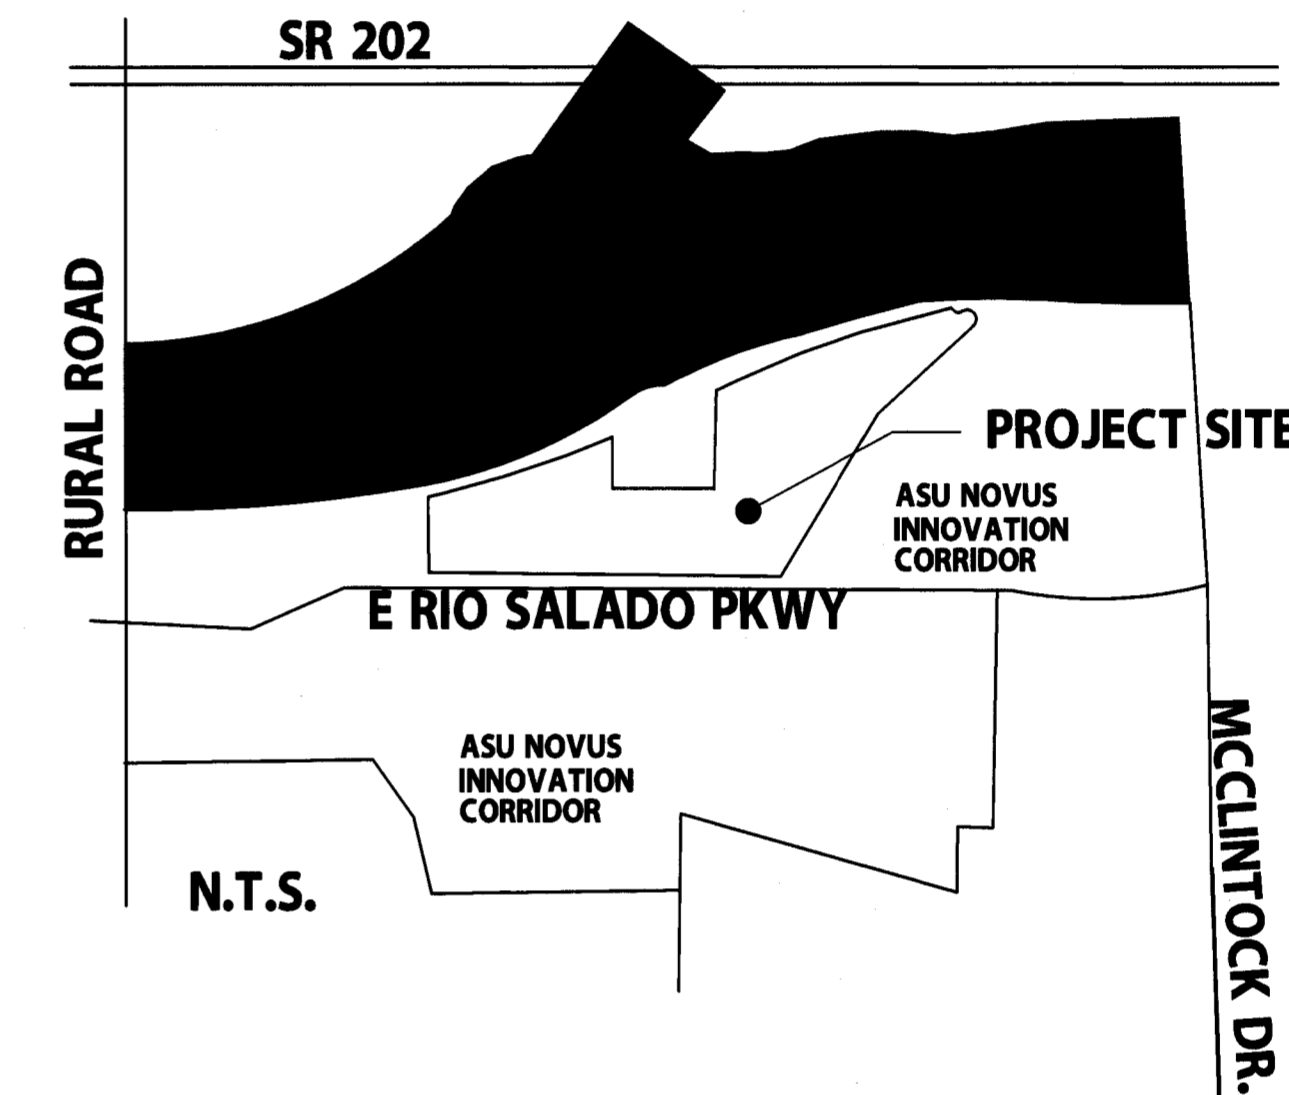 SR 202
RURAL ROAD
PROJECT SITE
ASU NOVUS
INNOVATION
CORRIDOR
E RIO SALADO PKWY
ASU NOVUS
INNOVATION
CORRIDOR
N.T.S.
MCCLINTOCK DR.